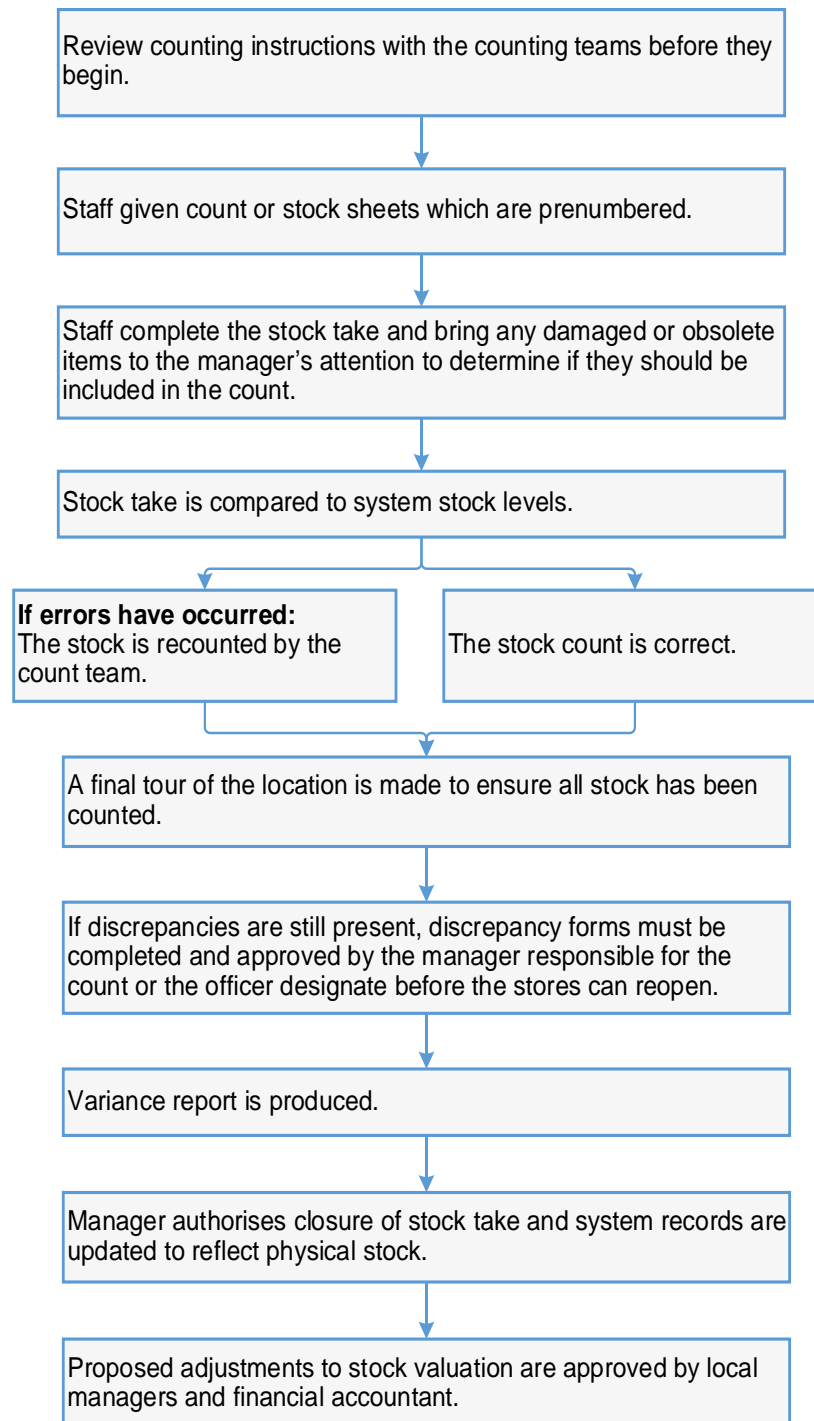 Review counting instructions with the counting teams before they
begin.
Staff given count or stock sheets which are prenumbered.
Staff complete the stock take and bring any damaged or obsolete
items to the manager’s attention to determine if they should be
included in the count.
Stock take is compared to system stock levels.
If errors have occurred:
The stock is recounted by the
count team.
The stock count is correct.
A final tour of the location is made to ensure all stock has been
counted.
If discrepancies are still present, discrepancy forms must be
completed and approved by the manager responsible for the
count or the officer designate before the stores can reopen.
Variance report is produced.
Manager authorises closure of stock take and system records are
updated to reflect physical stock.
Proposed adjustments to stock valuation are approved by local
managers and financial accountant.